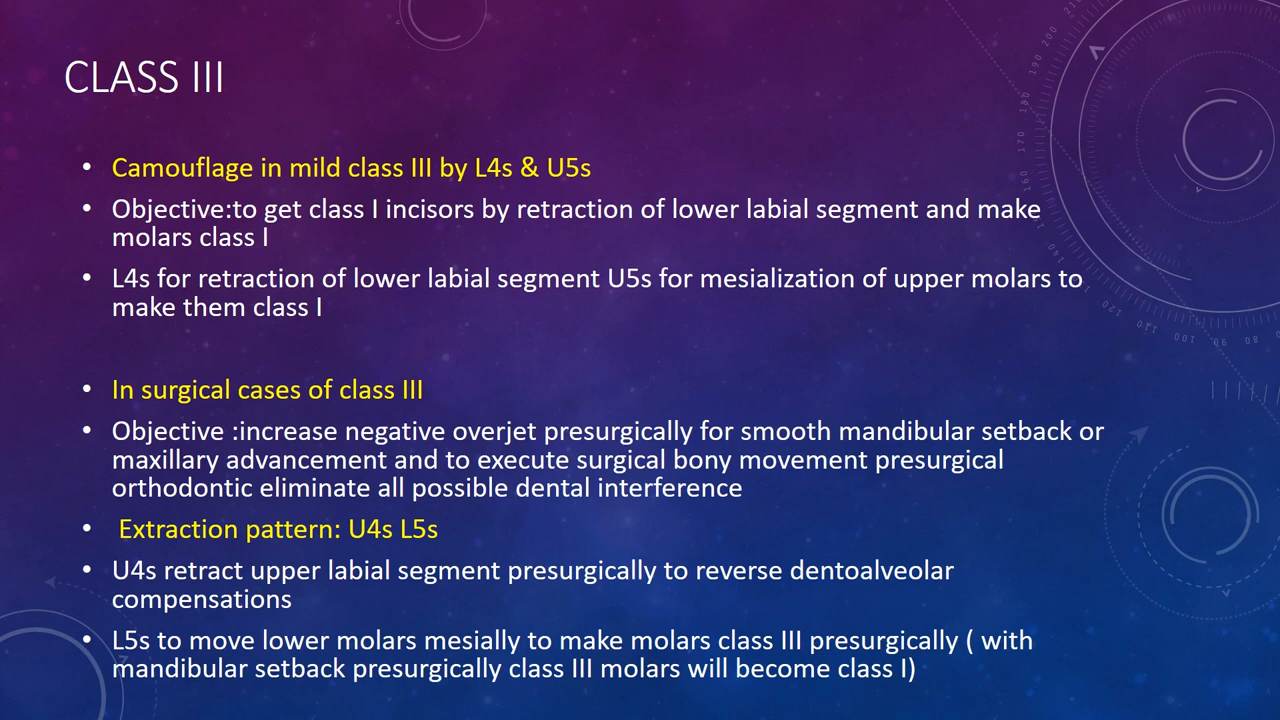 CLASS III
• Camouflage in mild class III by L4s & U5s
• Objective:to get class I incisors by retraction of lower labial segment and make
molars class I
• L4s for retraction of lower labial segment U5s for mesialization of upper molars to
make them class I
• In surgical cases of class III
• Objective :increase negative overjet presurgically for smooth mandibular setback or
maxillary advancement and to execute surgical bony movement presurgical
orthodontic eliminate all possible dental interference
• Extraction pattern: U4s L5s
• U4s retract upper labial segment presurgically to reverse dentoalveolar
compensations
• L5s to move lower molars mesially to make molars class III presurgically ( with
mandibular setback presurgically class III molars will become class I)